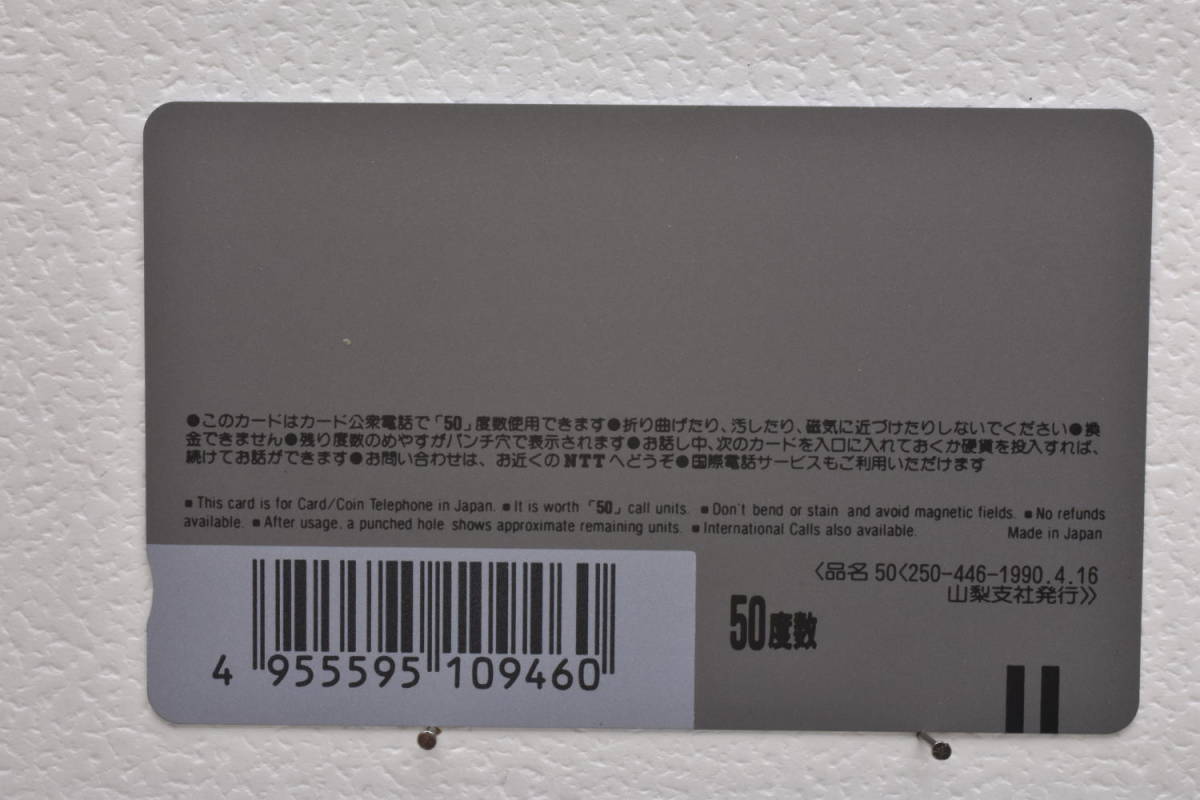 ●このカードはカード公衆電話で「50」度数使用できます●折り曲げたり、汚したり、磁気に近づけたりしないでください●換
金できません●残り度数のめやすがパンチ穴で表示されます●お話し中、次のカードを入口に入れておくか硬貨を投入すれば、
続けてお話ができます●お問い合わせは、お近くのNTTへどうぞ●国際電話サービスもご利用いただけます
■ This card is for Card/Coin Telephone in Japan. ■ It is worth 「50」 call units. ■ Don't bend or stain and avoid magnetic fields. ■ No refunds
available. ■ After usage, a punched hole shows approximate remaining units. ■ International Calls also available. Made in Japan
〈品名 50〈250-446-1990.4.16
山梨支社発行》
50度数
4 955595 109460